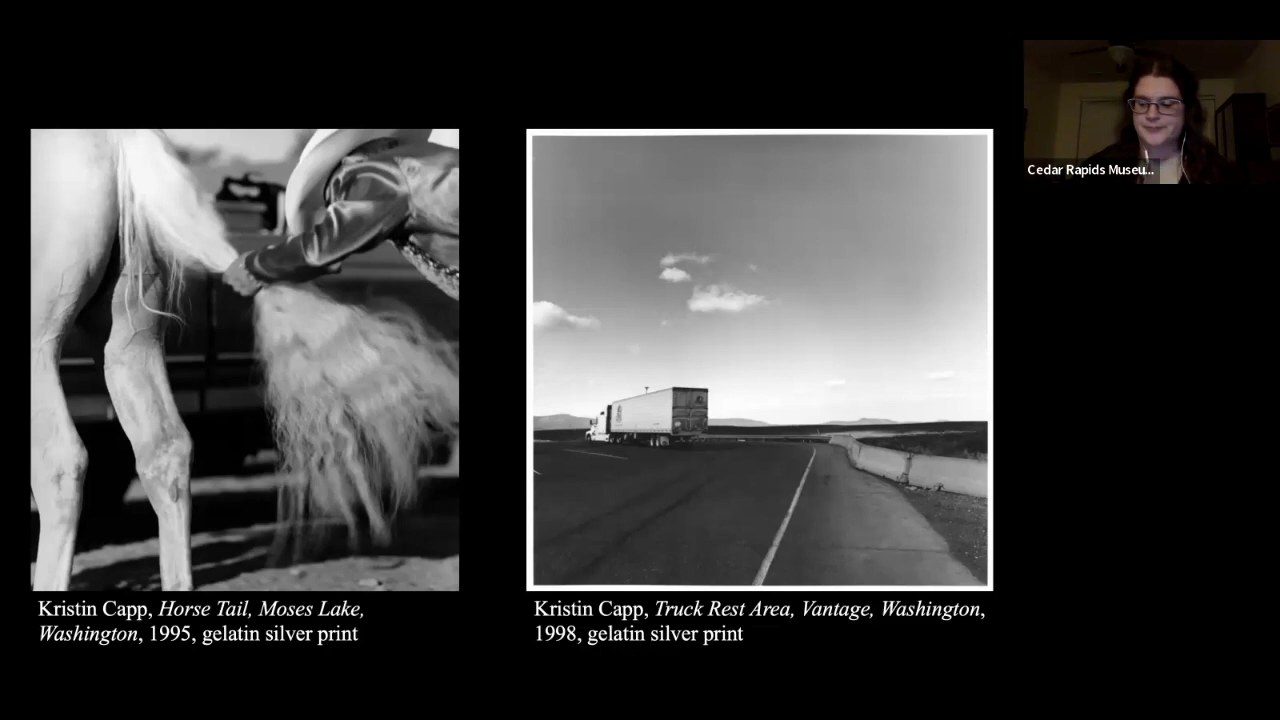 Cedar Rapids Museu...
Kristin Capp, Horse Tail, Moses Lake,
Washington, 1995, gelatin silver print
Kristin Capp, Truck Rest Area, Vantage, Washington,
1998, gelatin silver print